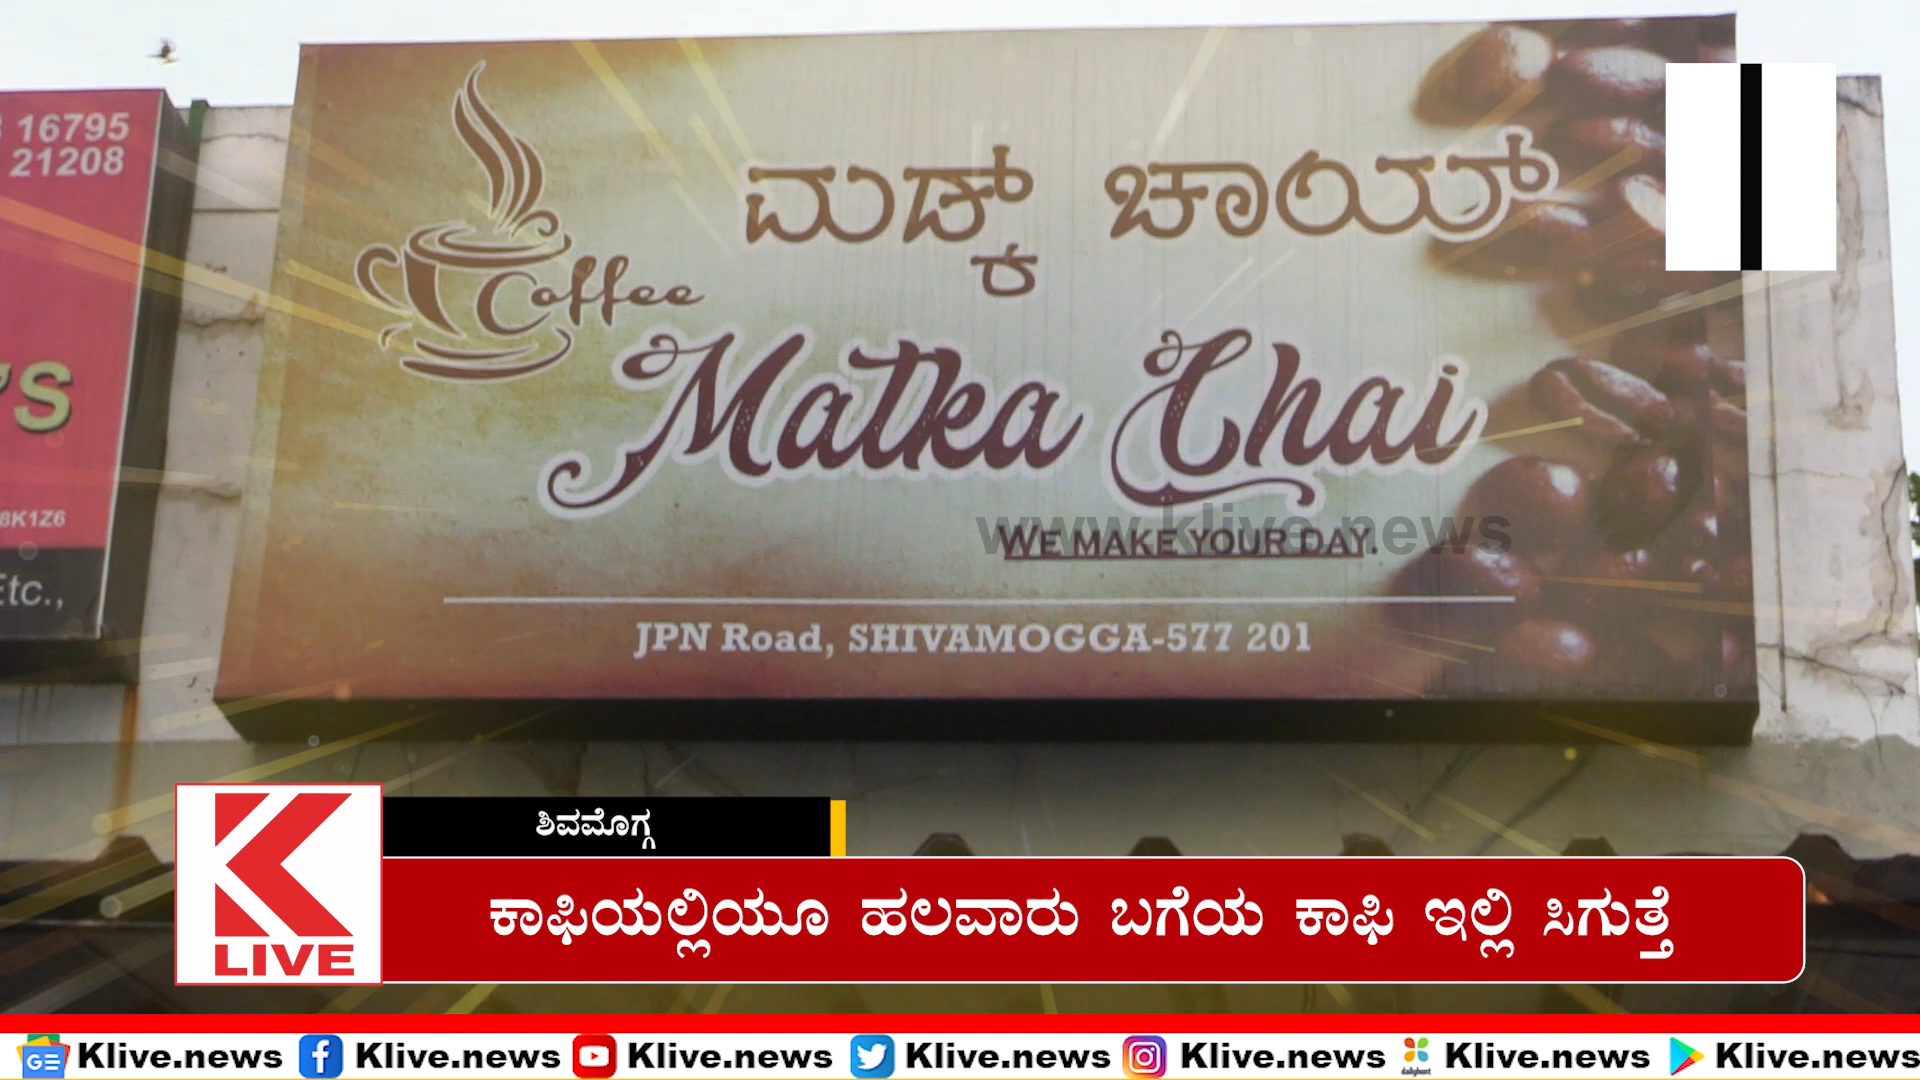 16795
21208
'S
8K1Z6
Etc.,
Coffee
ಮಡ್ಕ್ ಚಾಯ್
Matka Chai
www.klive.news
WE MAKE YOUR DAY.
JPN Road, SHIVAMOGGA-577 201
K
LIVE
ಶಿವಮೊಗ್ಗ
ಕಾಫಿಯಲ್ಲಿಯೂ ಹಲವಾರು ಬಗೆಯ ಕಾಫಿ ಇಲ್ಲಿ ಸಿಗುತ್ತೆ
GE Klive.news Klive.news Klive.news Klive.news Klive.news dailyhunt Klive.news Klive.news